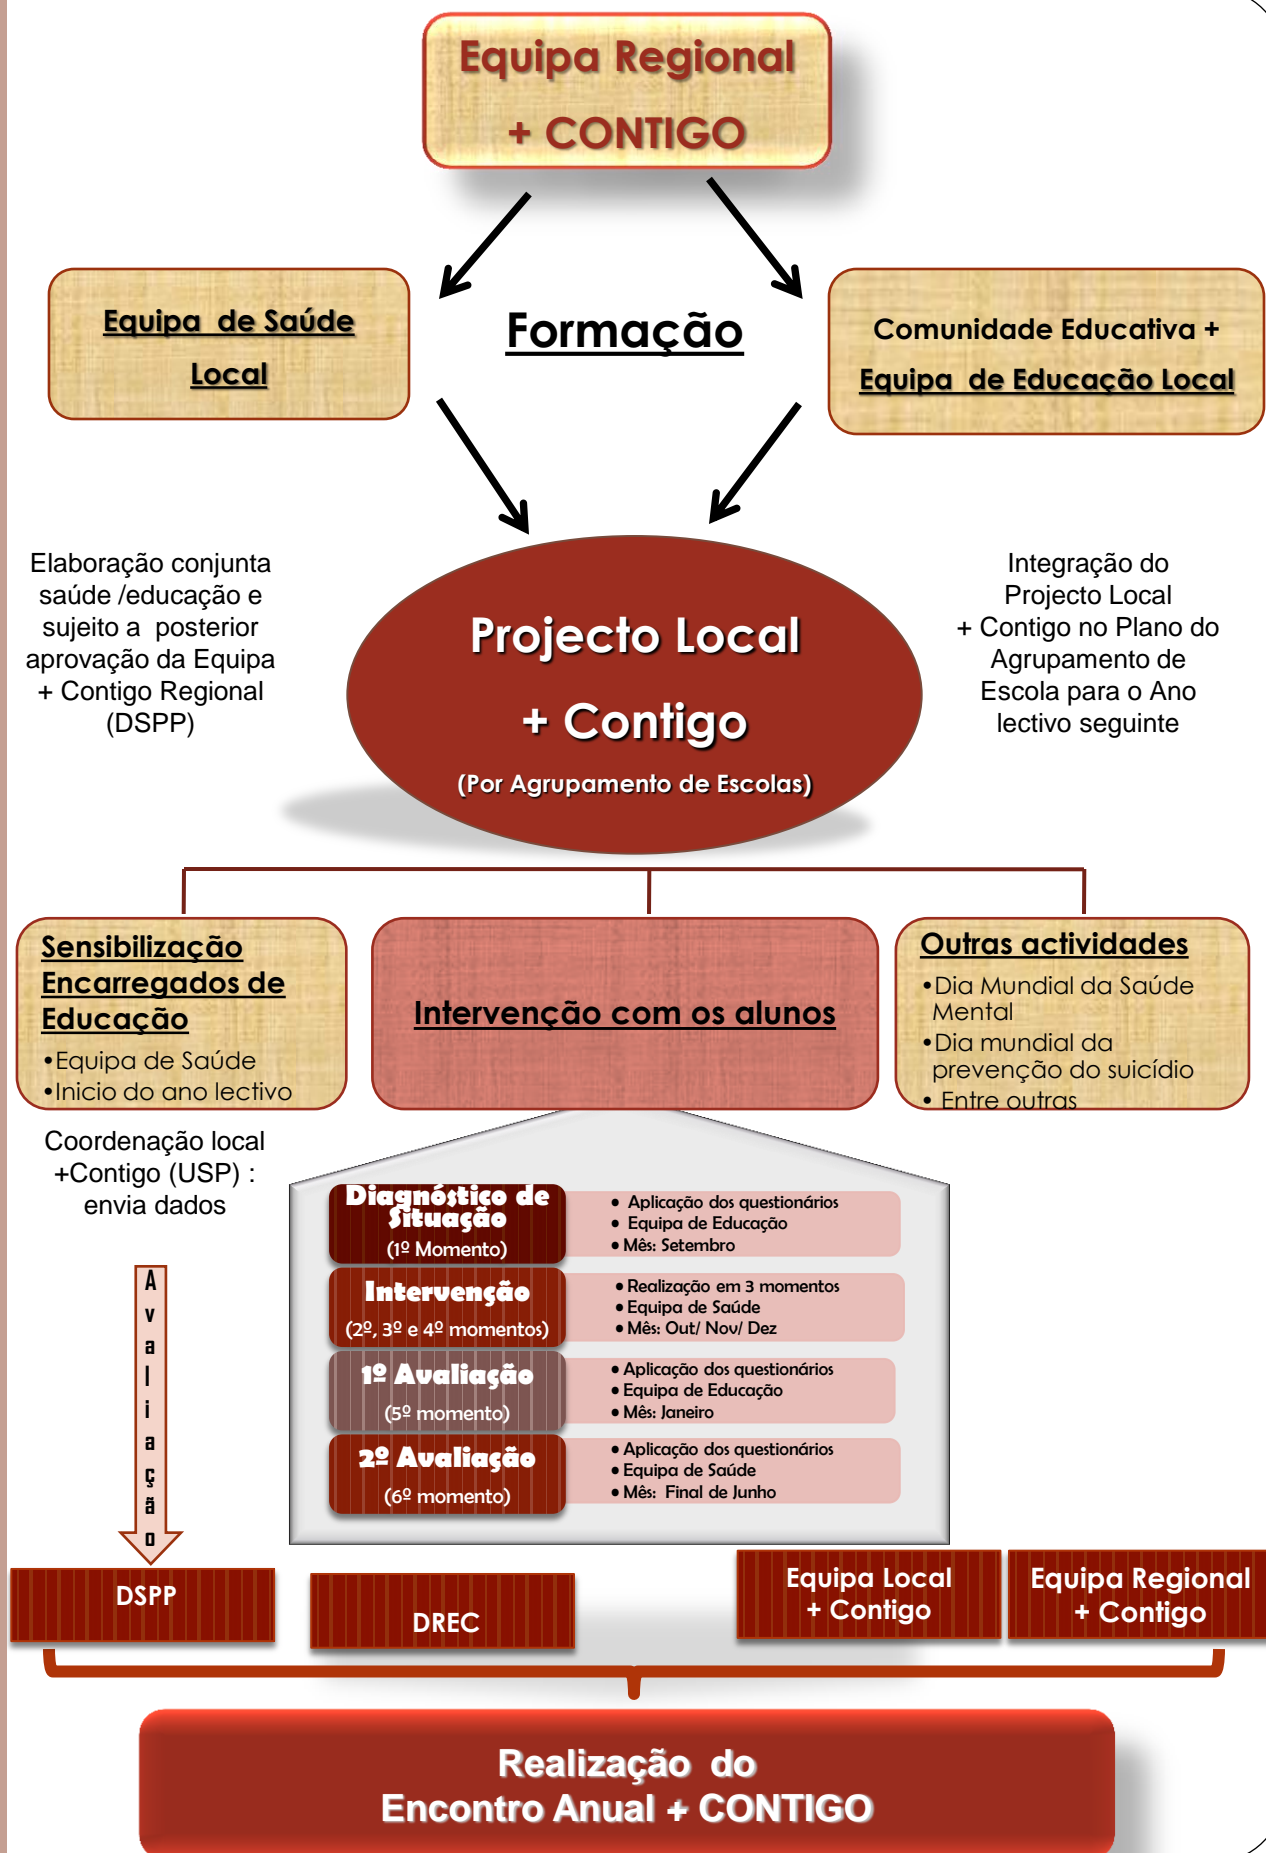 Equipa Regional
+ CONTIGO
Equipa de Saúde
Local
Formação
Comunidade Educativa +
Equipa de Educação Local
Elaboração conjunta
saúde /educação e
sujeito a posterior
aprovação da Equipa
+ Contigo Regional
(DSPP)
Projecto Local
+ Contigo
(Por Agrupamento de Escolas)
Integração do
Projecto Local
+ Contigo no Plano do
Agrupamento de
Escola para o Ano
lectivo seguinte
Sensibilização
Encarregados de
Educação
•Equipa de Saúde
•Inicio do ano lectivo
Intervenção com os alunos
Outras actividades
•Dia Mundial da Saúde
Mental
•Dia mundial da
prevenção do suicídio
• Entre outras
Coordenação local
+Contigo (USP) :
envia dados
Avaliação
Diagnóstico de
Situação
(1º Momento)
• Aplicação dos questionários
• Equipa de Educação
• Mês: Setembro
Intervenção
(2º, 3º e 4º momentos)
• Realização em 3 momentos
• Equipa de Saúde
• Mês: Out/ Nov/ Dez
1º Avaliação
(5º momento)
• Aplicação dos questionários
• Equipa de Educação
• Mês: Janeiro
2º Avaliação
(6º momento)
• Aplicação dos questionários
• Equipa de Saúde
• Mês: Final de Junho
DSPP
DREC
Equipa Local
+ Contigo
Equipa Regional
+ Contigo
Realização do
Encontro Anual + CONTIGO